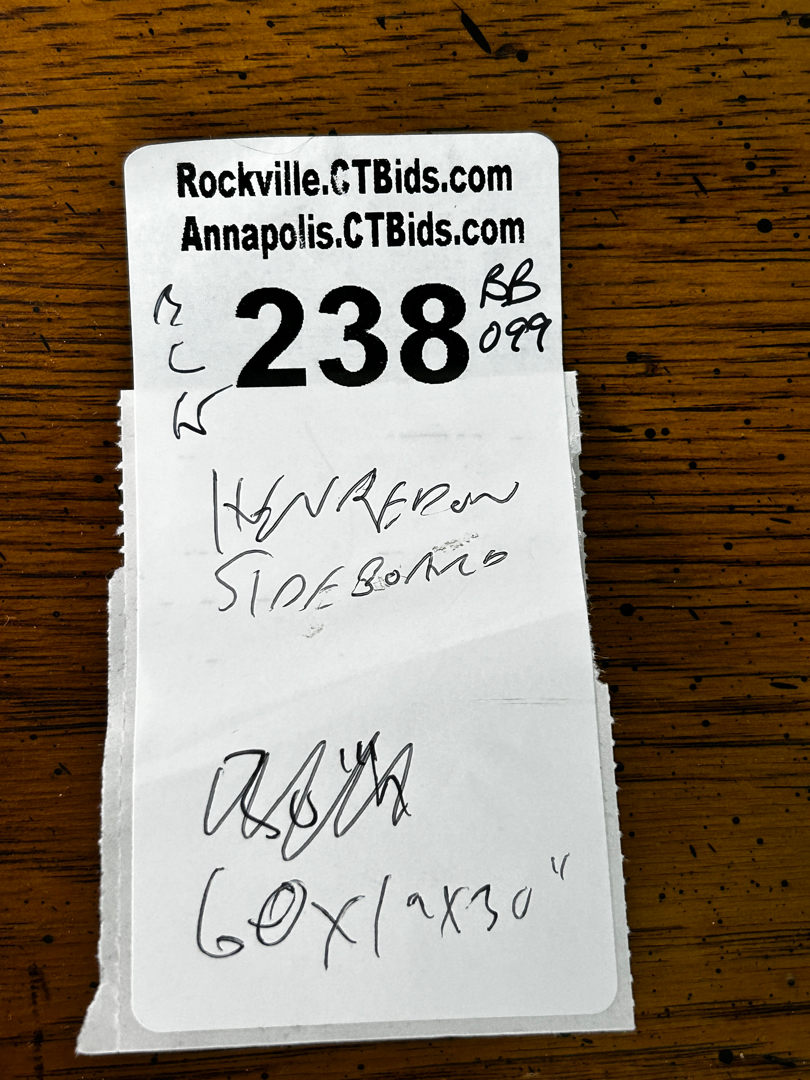 Rockville.CTBids.com
Annapolis.CTBids.com
238
BB
099
HENREDON
SIDEBOARD
60x19x30"